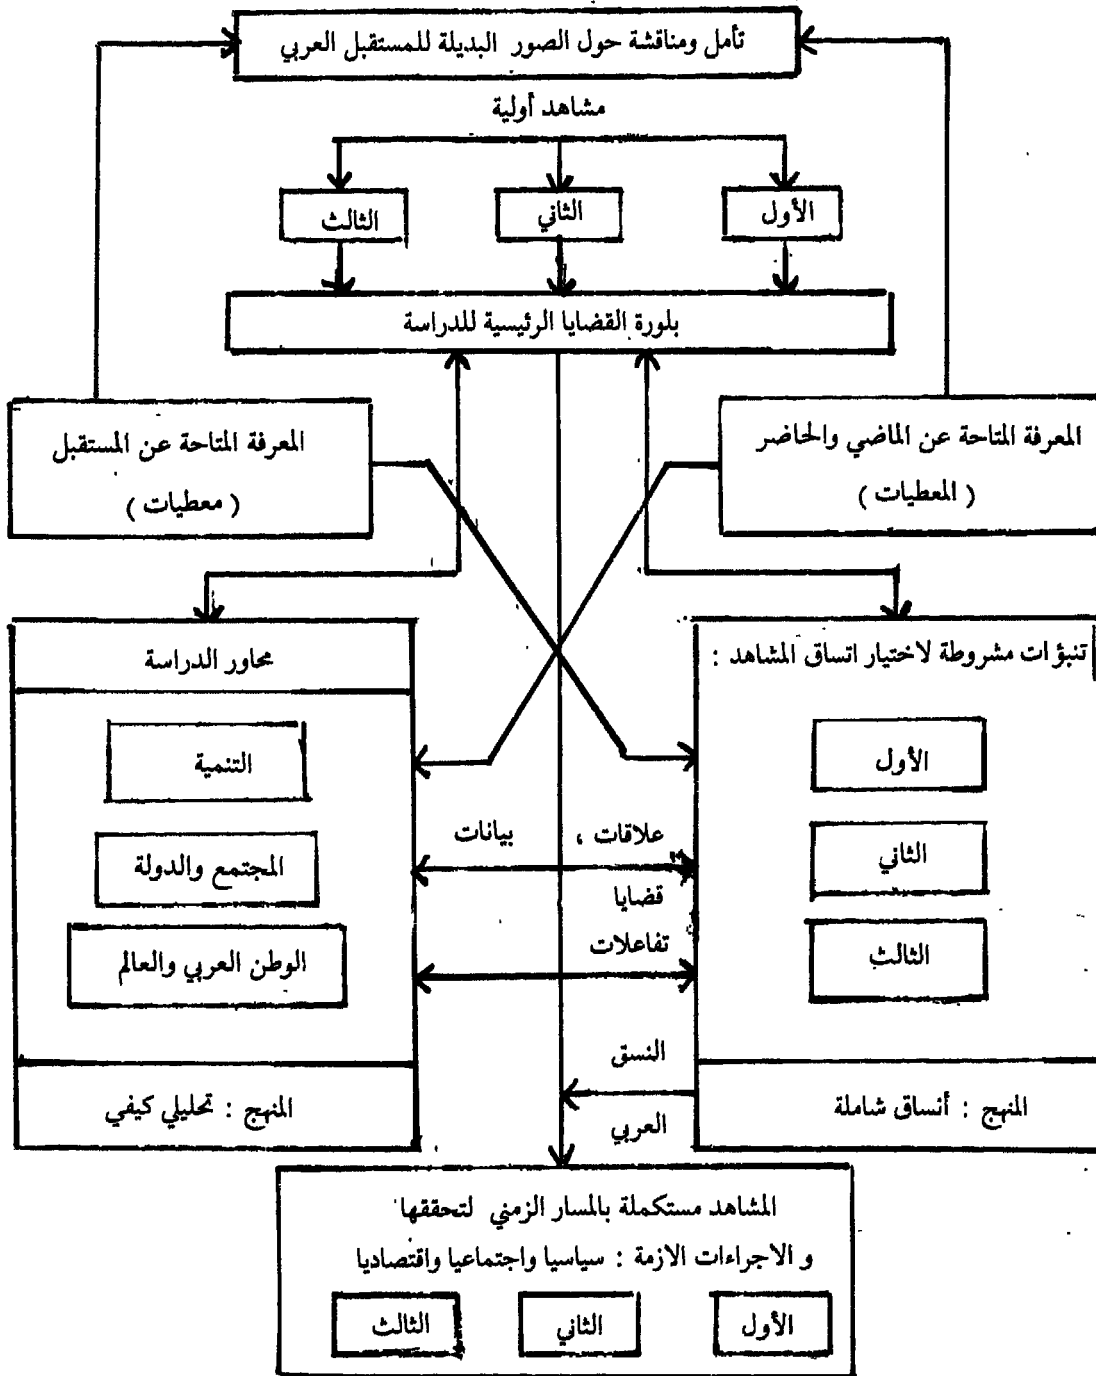 تأمل ومناقشة حول الصور البديلة للمستقبل العربي
مشاهد أولية
الأول
الثاني
الثالث
بلورة القضايا الرئيسية للدراسة
المعرفة المتاحة عن الماضي والحاضر
( المعطيات )
المعرفة المتاحة عن المستقبل
( معطيات )
تنبؤات مشروطة لاختيار اتساق المشاهد :
الأول
الثاني
الثالث
المنهج : أنساق شاملة
علاقات ، بيانات
قضايا
تفاعلات
النسق
العربي
محاور الدراسة
التنمية
المجتمع والدولة
الوطن العربي والعالم
المنهج : تحليلي كيفي
المشاهد مستكملة بالمسار الزمني لتحققها
و الاجراءات الازمة : سياسيا واجتماعيا واقتصاديا
الأول
الثاني
الثالث